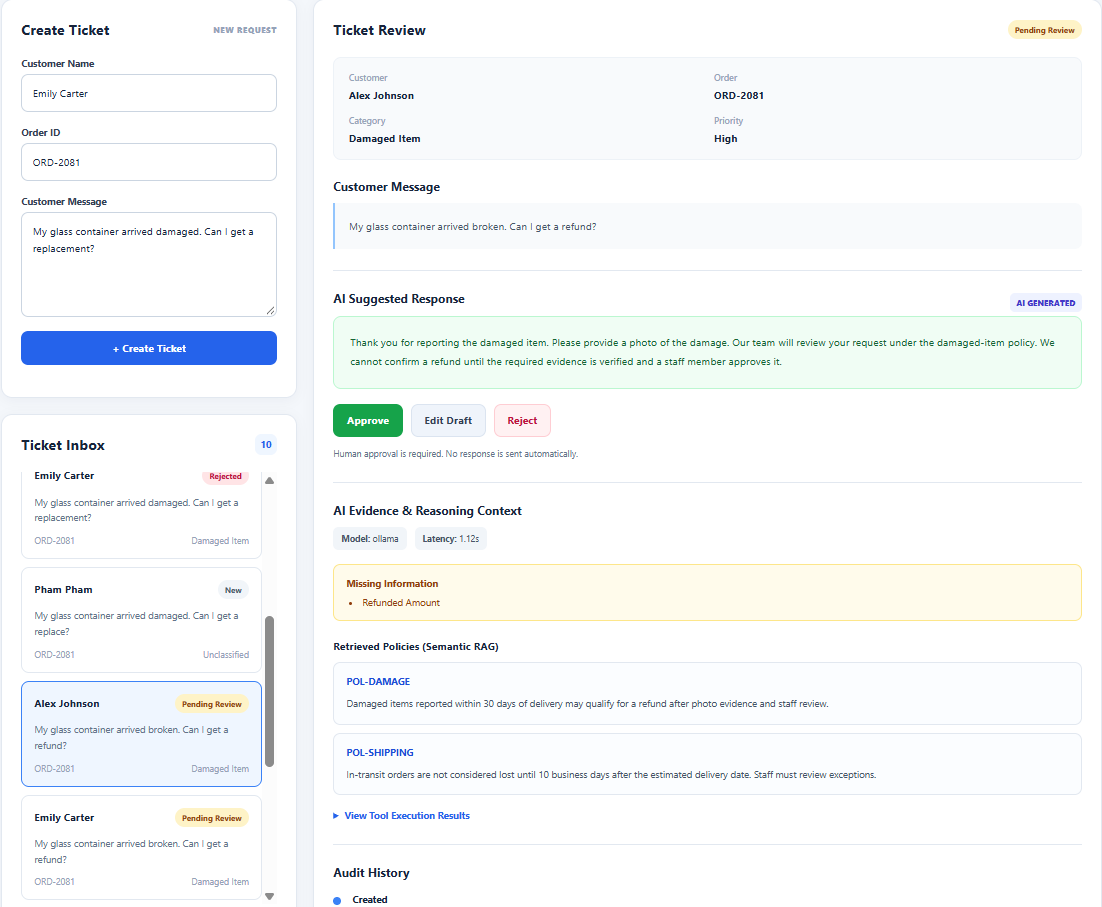 Create Ticket
NEW REQUEST
Customer Name
Emily Carter
Order ID
ORD-2081
Customer Message
My glass container arrived damaged. Can I get a
replacement?
+ Create Ticket
Ticket Inbox
10
Emily Carter
Rejected
My glass container arrived damaged. Can I get a
replacement?
ORD-2081
Damaged Item
Pham Pham
New
My glass container arrived damaged. Can I get a
replace?
ORD-2081
Unclassified
Alex Johnson
Pending Review
My glass container arrived broken. Can I get a
refund?
ORD-2081
Damaged Item
Emily Carter
Pending Review
My glass container arrived broken. Can I get a
refund?
ORD-2081
Damaged Item
Ticket Review
Pending Review
Customer
Alex Johnson
Order
ORD-2081
Category
Damaged Item
Priority
High
Customer Message
My glass container arrived broken. Can I get a refund?
AI Suggested Response
AI GENERATED
Thank you for reporting the damaged item. Please provide a photo of the damage. Our team will review your request under the damaged-item policy. We
cannot confirm a refund until the required evidence is verified and a staff member approves it.
Approve
Edit Draft
Reject
Human approval is required. No response is sent automatically.
AI Evidence & Reasoning Context
Model: ollama
Latency: 1.12s
Missing Information
• Refunded Amount
Retrieved Policies (Semantic RAG)
POL-DAMAGE
Damaged items reported within 30 days of delivery may qualify for a refund after photo evidence and staff review.
POL-SHIPPING
In-transit orders are not considered lost until 10 business days after the estimated delivery date. Staff must review exceptions.
View Tool Execution Results
Audit History
Created